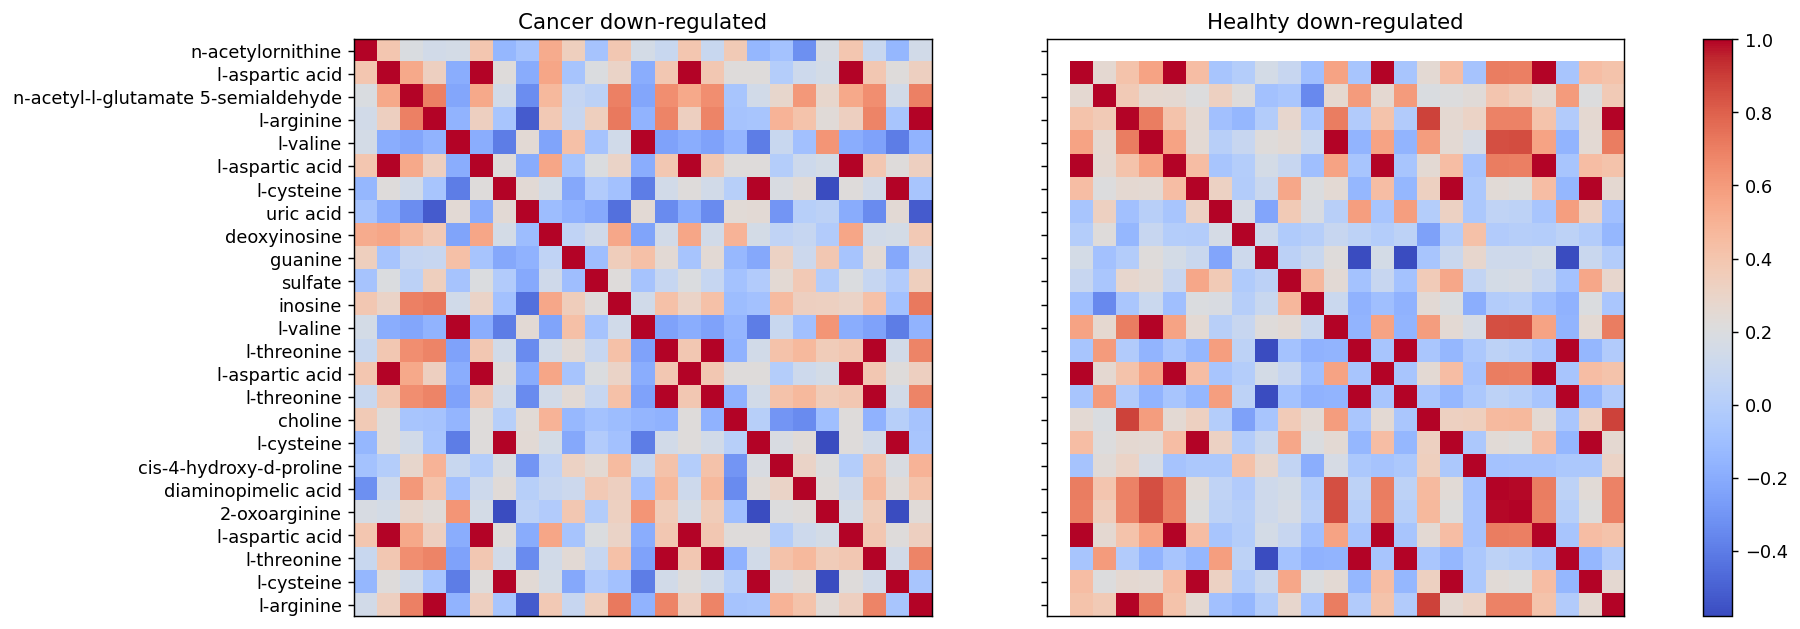 Cancer down-regulated
Healhty down-regulated
n-acetylornithine
l-aspartic acid
n-acetyl-l-glutamate 5-semialdehyde
l-arginine
l-valine
l-aspartic acid
l-cysteine
uric acid
deoxyinosine
guanine
sulfate
inosine
l-valine
l-threonine
l-aspartic acid
l-threonine
choline
l-cysteine
cis-4-hydroxy-d-proline
diaminopimelic acid
2-oxoarginine
l-aspartic acid
l-threonine
l-cysteine
l-arginine
1.0
0.8
0.6
0.4
0.2
0.0
−0.2
−0.4